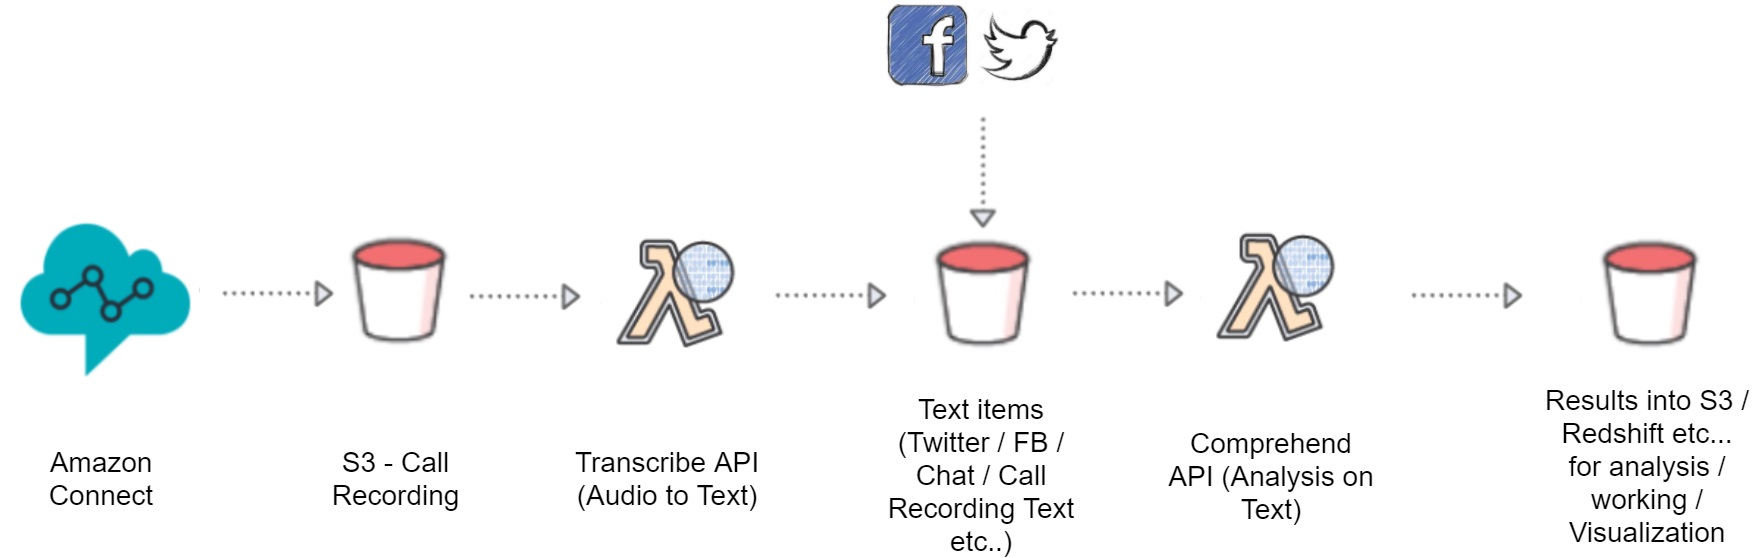 f
Amazon
Connect
S3 - Call
Recording
Transcribe API
(Audio to Text)
Text items
(Twitter / FB /
Chat / Call
Recording Text
etc..)
Comprehend
API (Analysis on
Text)
Results into S3 /
Redshift etc...
for analysis /
working /
Visualization